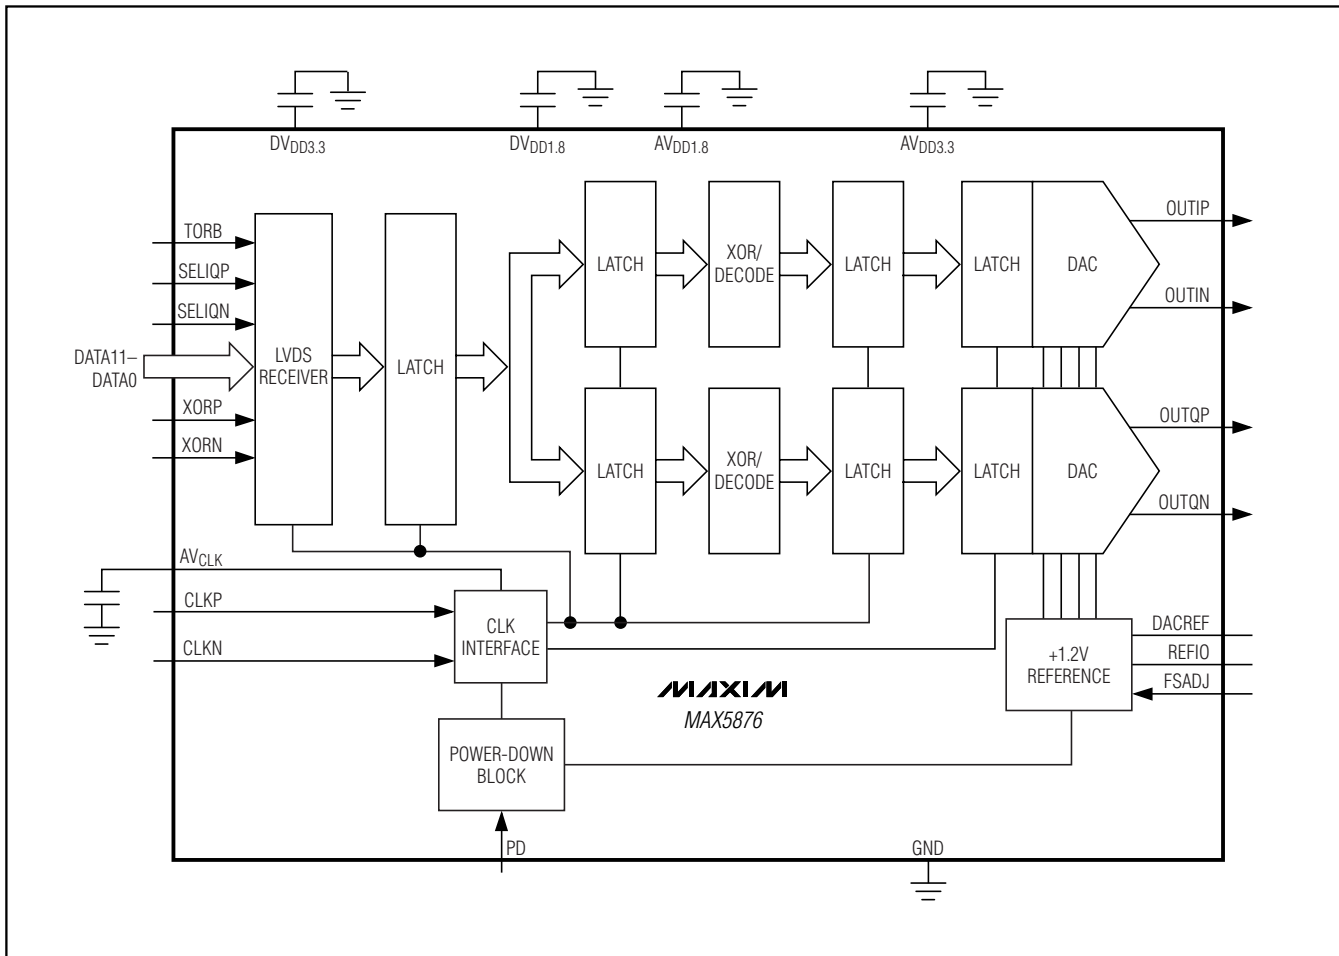 DVDD3.3
DVDD1.8
AVDD1.8
AVDD3.3
TORB
SELIQP
SELIQN
DATA11–
DATA0
XORP
XORN
LVDS
RECEIVER
LATCH
LATCH
XOR/
DECODE
LATCH
LATCH
DAC
OUTIP
OUTIN
LATCH
XOR/
DECODE
LATCH
LATCH
DAC
OUTQP
OUTQN
AVCLK
CLKP
CLKN
CLK
INTERFACE
+1.2V
REFERENCE
DACREF
REFIO
FSADJ
MAXIM
MAX5876
POWER-DOWN
BLOCK
PD
GND